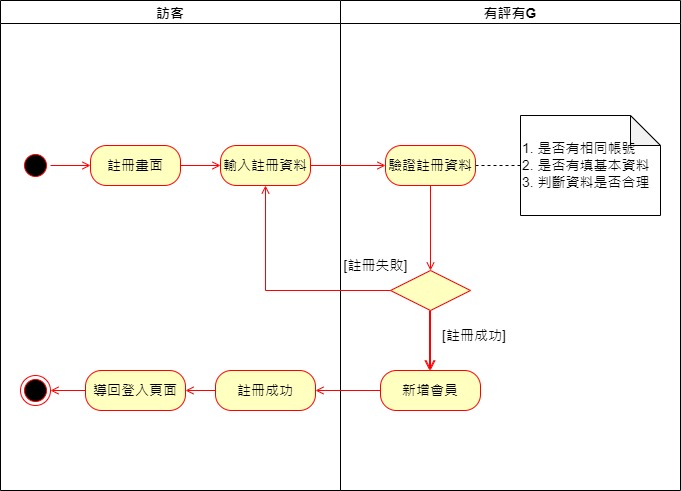 訪客
有評有G
註冊畫面
輸入註冊資料
驗證註冊資料
1. 是否有相同帳號
2. 是否有填基本資料
3. 判斷資料是否合理
[註冊失敗]
[註冊成功]
導回登入頁面
註冊成功
新增會員